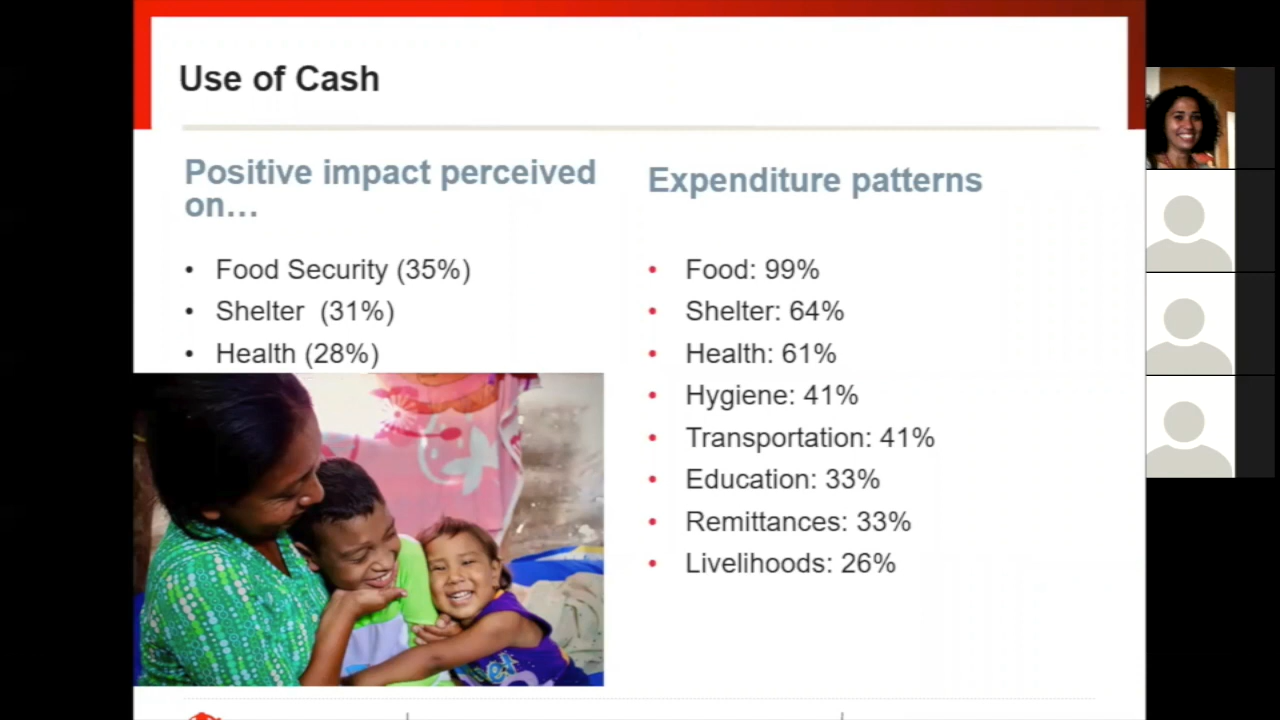 Use of Cash
Positive impact perceived
on…
• Food Security (35%)
• Shelter (31%)
• Health (28%)
Expenditure patterns
• Food: 99%
• Shelter: 64%
• Health: 61%
• Hygiene: 41%
• Transportation: 41%
• Education: 33%
• Remittances: 33%
• Livelihoods: 26%